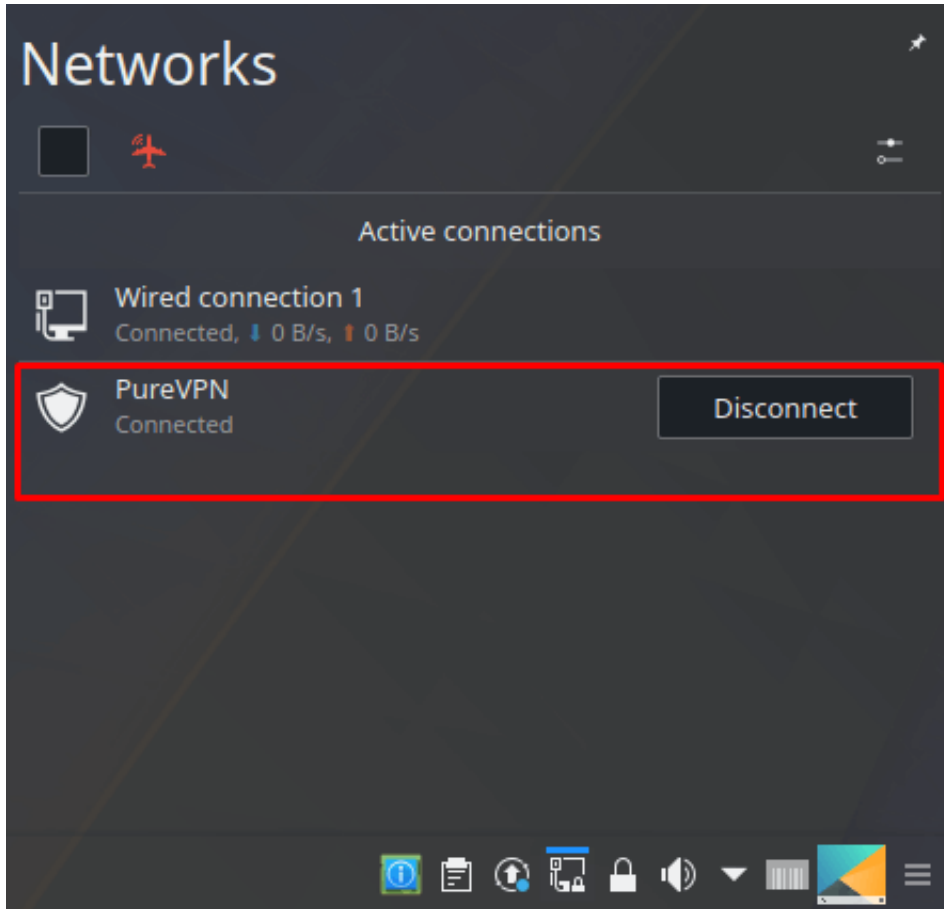 Networks
Active connections
Wired connection 1
Connected, ⬇ 0 B/s, ⬆ 0 B/s
PureVPN
Connected
Disconnect